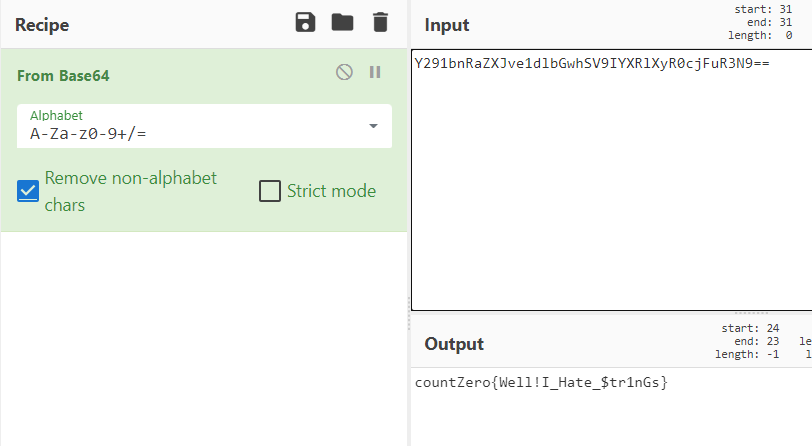 Recipe
From Base64
Alphabet
A-Za-z0-9+/=
Remove non-alphabet
chars
Strict mode
Input
start: 31
end: 31
length: 0
Y291bnRaZXJve1dlbGwhSV9IYXRlXyR0cjFuR3N9==
Output
start: 24
end: 23 le
length: -1 l
countZero{Well!I_Hate_$tr1nGs}